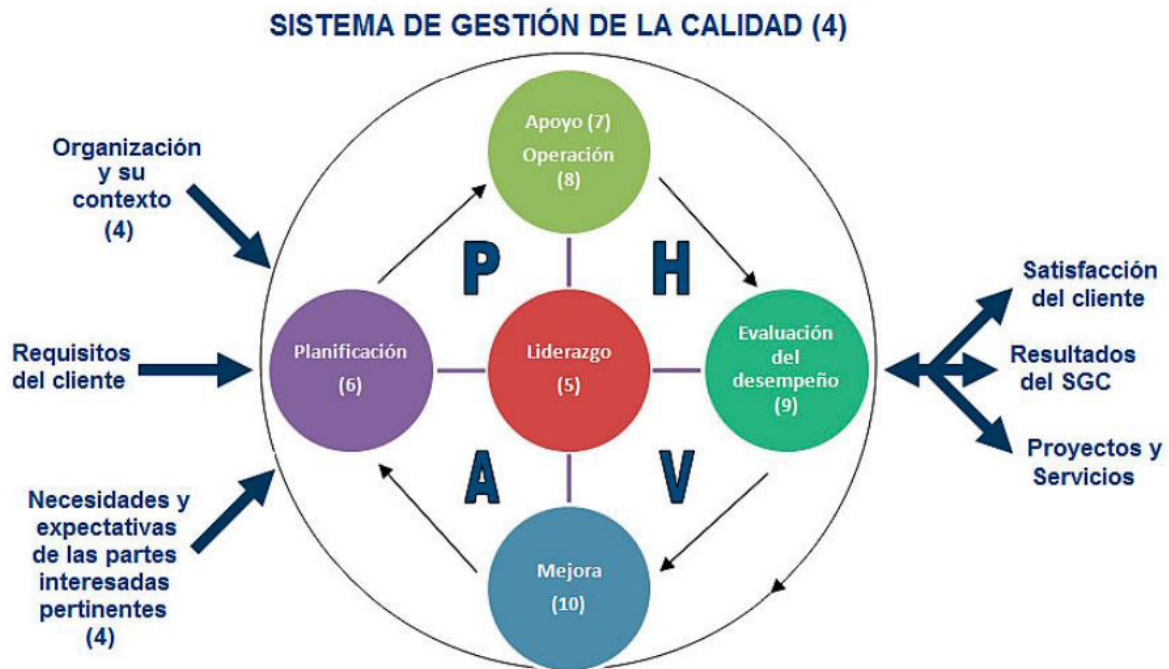 SISTEMA DE GESTIÓN DE LA CALIDAD (4)
Organización
y su
contexto
(4)
Requisitos
del cliente
Necesidades y
expectativas
de las partes
interesadas
pertinentes
(4)
Apoyo (7)
Operación
(8)
P
H
Planificación
(6)
Liderazgo
(5)
Evaluación
del
desempeño
(9)
A
V
Mejora
(10)
Satisfacción
del cliente
Resultados
del SGC
Proyectos y
Servicios